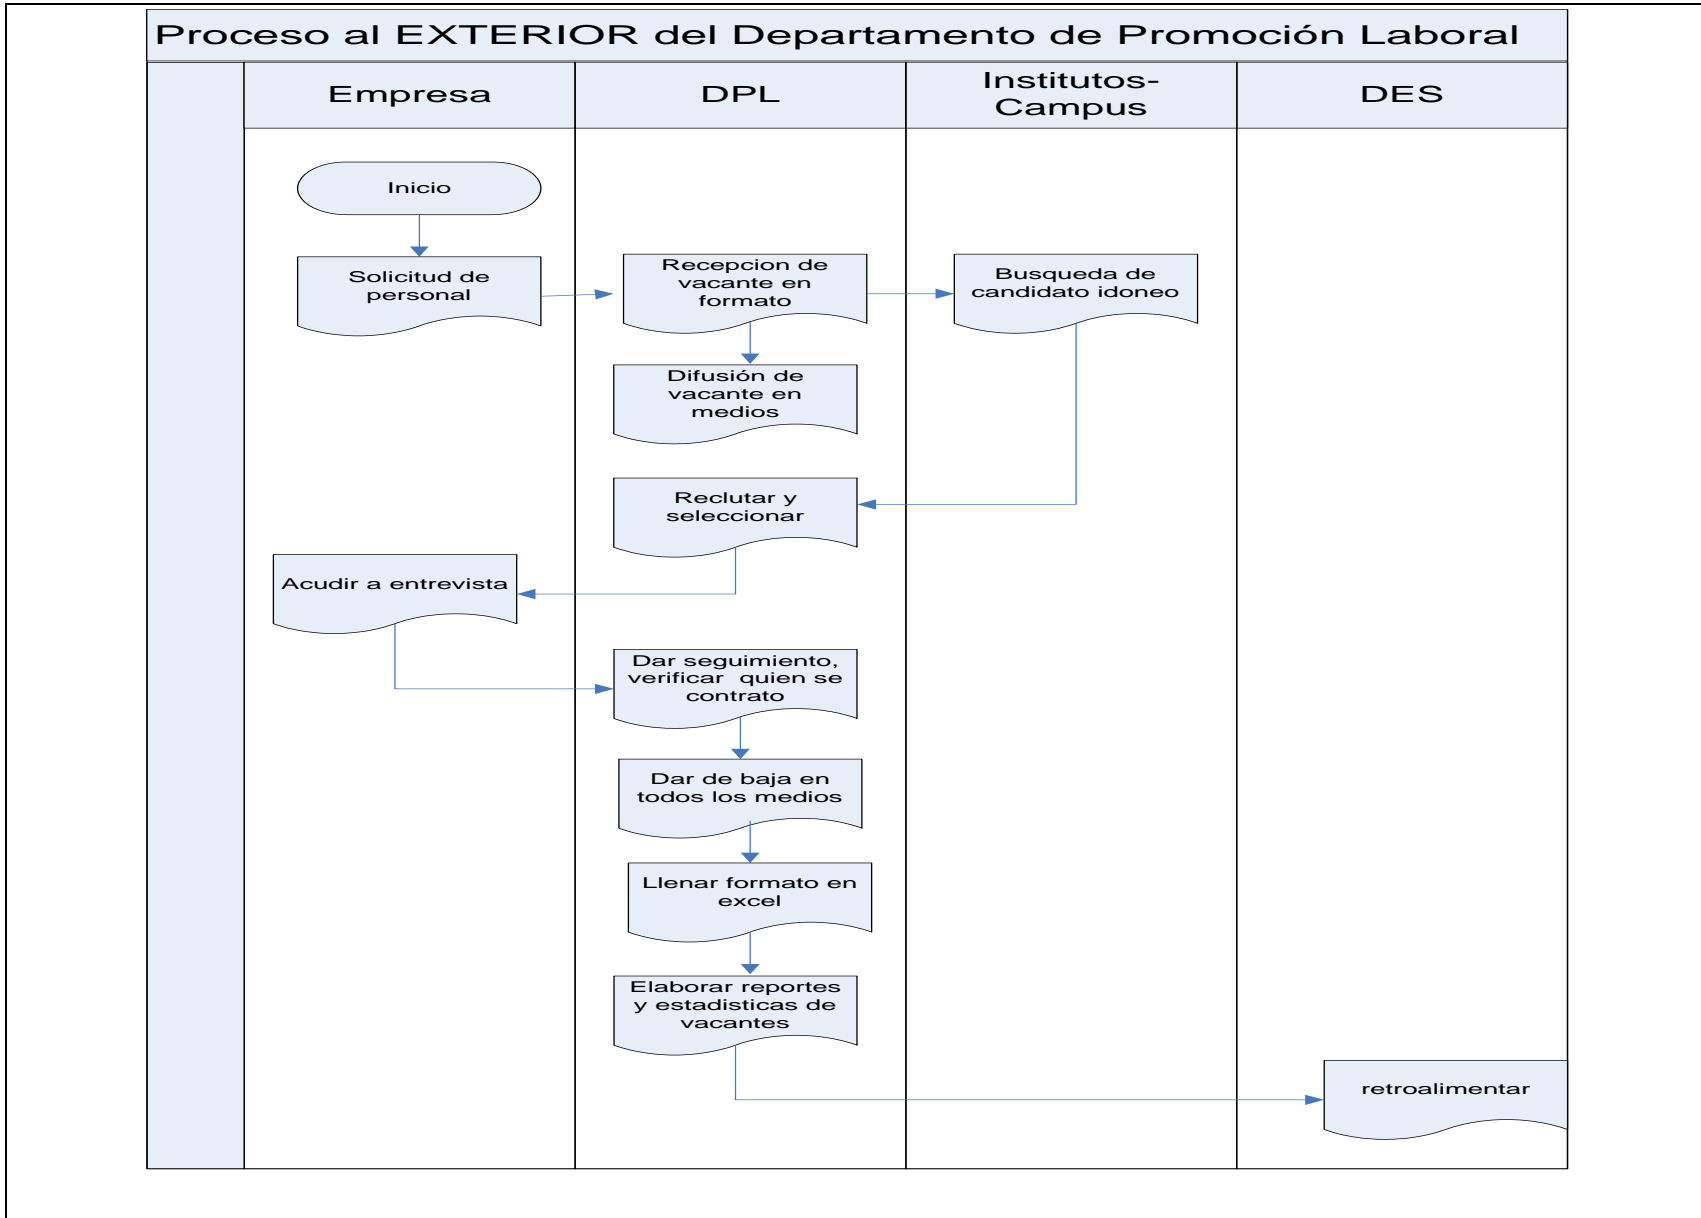 Proceso al EXTERIOR del Departamento de Promoción Laboral
Empresa
DPL
Institutos-
Campus
DES
Inicio
Solicitud de
personal
Recepcion de
vacante en
formato
Busqueda de
candidato idoneo
Difusión de
vacante en
medios
Reclutar y
seleccionar
Acudir a entrevista
Dar seguimiento,
verificar quien se
contrato
Dar de baja en
todos los medios
Llenar formato en
excel
Elaborar reportes
y estadisticas de
vacantes
retroalimentar